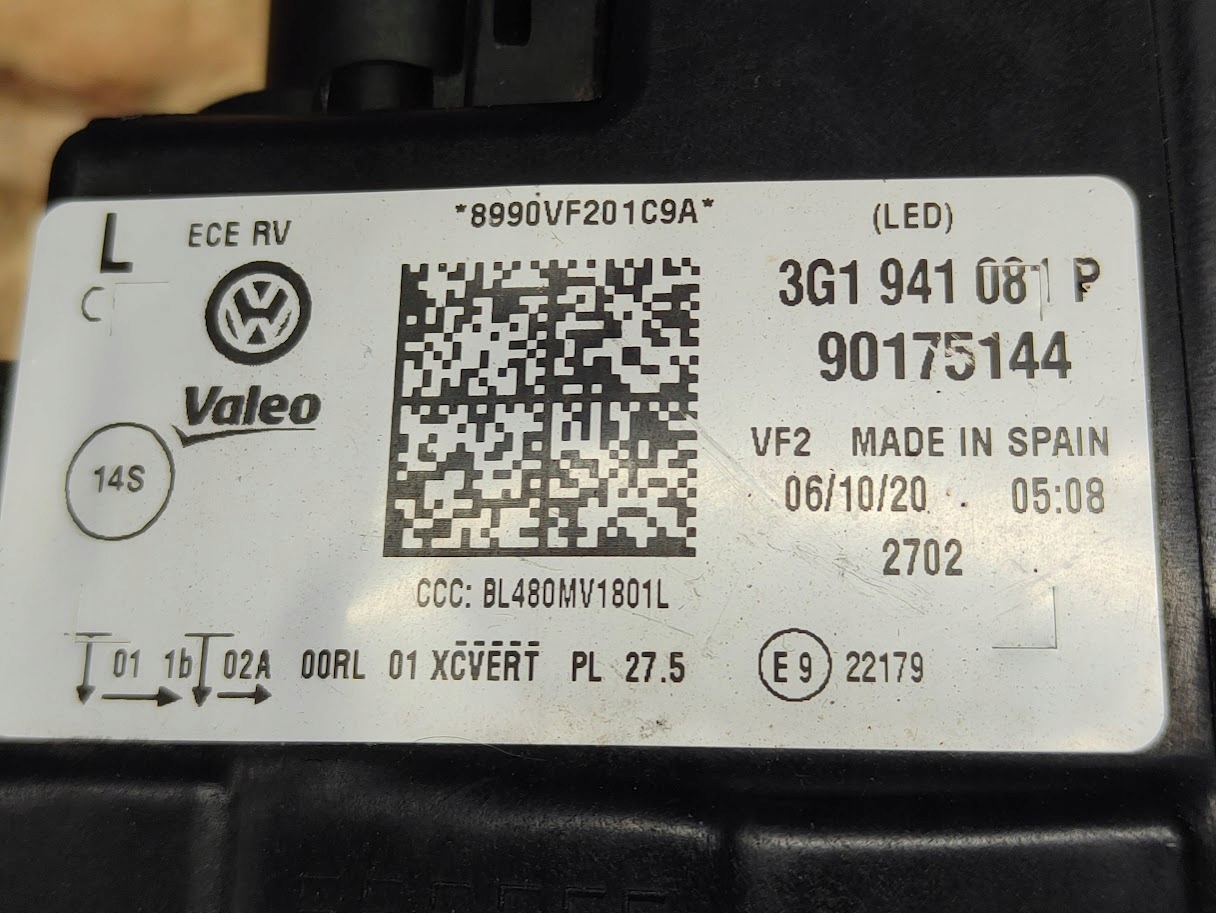 L
ECE RV
*8990VF201C9A*
(LED)
C
3G1 941 081 P
90175144
Valeo
VF2 MADE IN SPAIN
14S
06/10/20 05:08
2702
CCC: BL480MV1801L
01 1b 02A 00RL 01 XCVERT PL 27.5
E9 22179